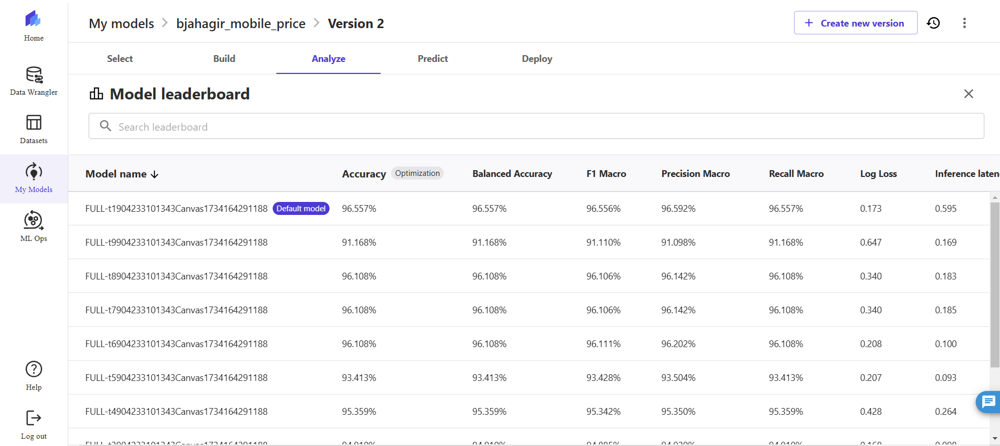 Home
Data Wrangler
Datasets
My Models
ML Ops
Help
Log out
My models > bjahagir_mobile_price > Version 2
+ Create new version
Select Build Analyze Predict Deploy
Model leaderboard
Search leaderboard
Model name ↓ Accuracy Optimization Balanced Accuracy F1 Macro Precision Macro Recall Macro Log Loss Inference laten
FULL-t1904233101343Canvas1734164291188 Default model 96.557% 96.557% 96.556% 96.592% 96.557% 0.173 0.595
FULL-t9904233101343Canvas1734164291188 91.168% 91.168% 91.110% 91.098% 91.168% 0.647 0.169
FULL-t8904233101343Canvas1734164291188 96.108% 96.108% 96.106% 96.142% 96.108% 0.340 0.183
FULL-t7904233101343Canvas1734164291188 96.108% 96.108% 96.106% 96.142% 96.108% 0.340 0.185
FULL-t6904233101343Canvas1734164291188 96.108% 96.108% 96.111% 96.202% 96.108% 0.208 0.100
FULL-t5904233101343Canvas1734164291188 93.413% 93.413% 93.428% 93.504% 93.413% 0.207 0.093
FULL-t4904233101343Canvas1734164291188 95.359% 95.359% 95.342% 95.350% 95.359% 0.428 0.264